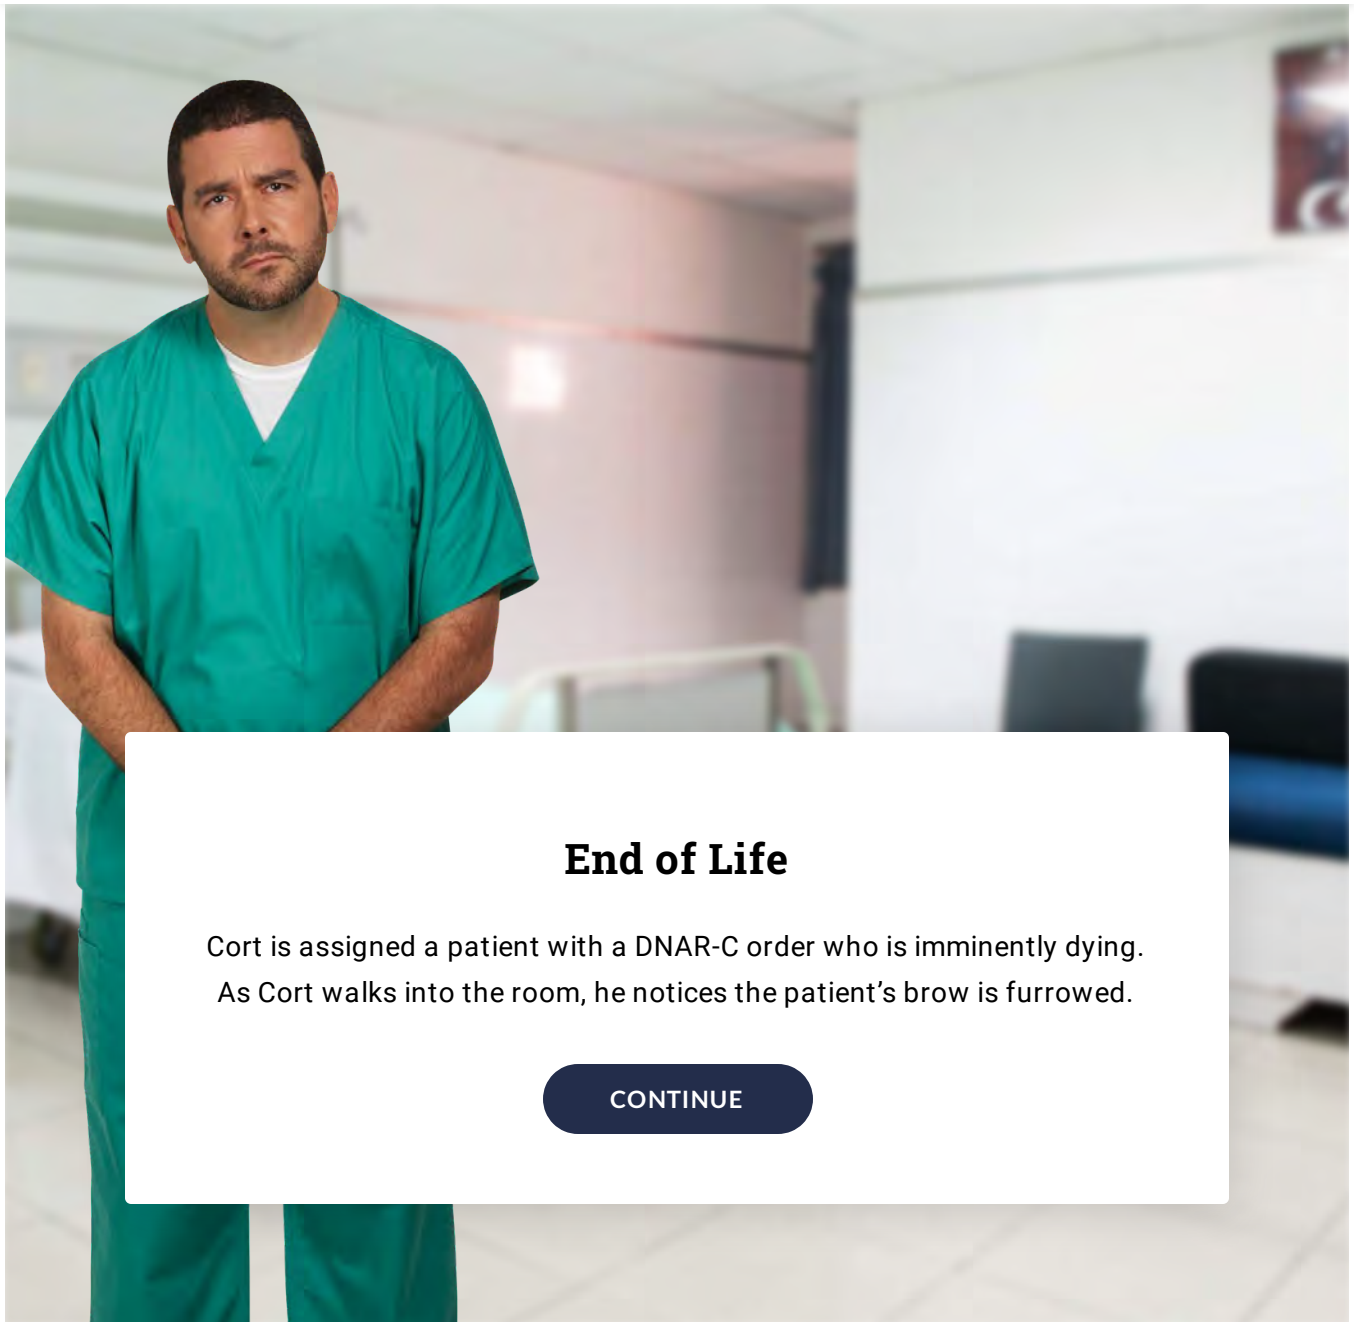 End of Life
Cort is assigned a patient with a DNAR-C order who is imminently dying.
As Cort walks into the room, he notices the patient’s brow is furrowed.
CONTINUE